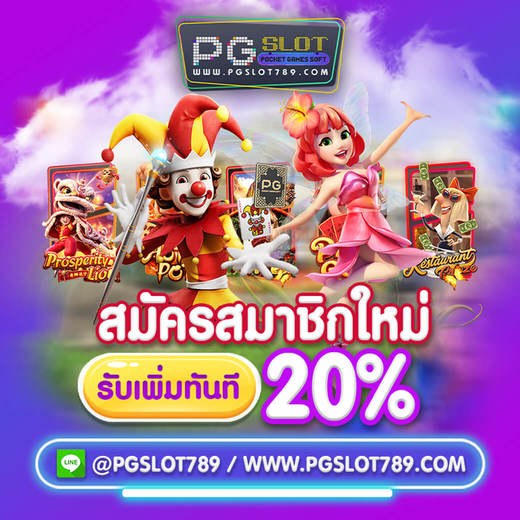 PG SLOT
POCKET GAMES SOFT
WWW.PGSLOT789.COM
PG
Prosperity
Lion
Restaurant
สมัครสมาชิกใหม่
รับเพิ่มทันที 20%
LINE @PGSLOT789 / WWW.PGSLOT789.COM